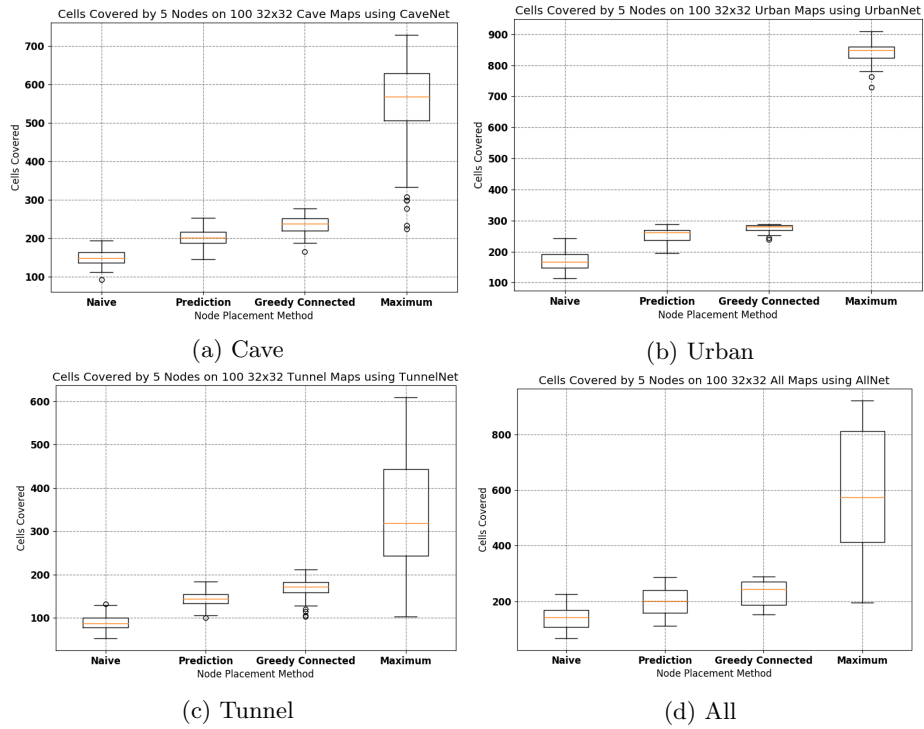 Cells Covered by 5 Nodes on 100 32x32 Cave Maps using CaveNet
700
600
500
400
300
200
100
Cells Covered
Naive Prediction Greedy Connected Maximum
Node Placement Method
(a) Cave
Cells Covered by 5 Nodes on 100 32x32 Urban Maps using UrbanNet
900
800
700
600
500
400
300
200
100
Cells Covered
Naive Prediction Greedy Connected Maximum
Node Placement Method
(b) Urban
Cells Covered by 5 Nodes on 100 32x32 Tunnel Maps using TunnelNet
600
500
400
300
200
100
Cells Covered
Naive Prediction Greedy Connected Maximum
Node Placement Method
(c) Tunnel
Cells Covered by 5 Nodes on 100 32x32 All Maps using AllNet
800
600
400
200
Cells Covered
Naive Prediction Greedy Connected Maximum
Node Placement Method
(d) All